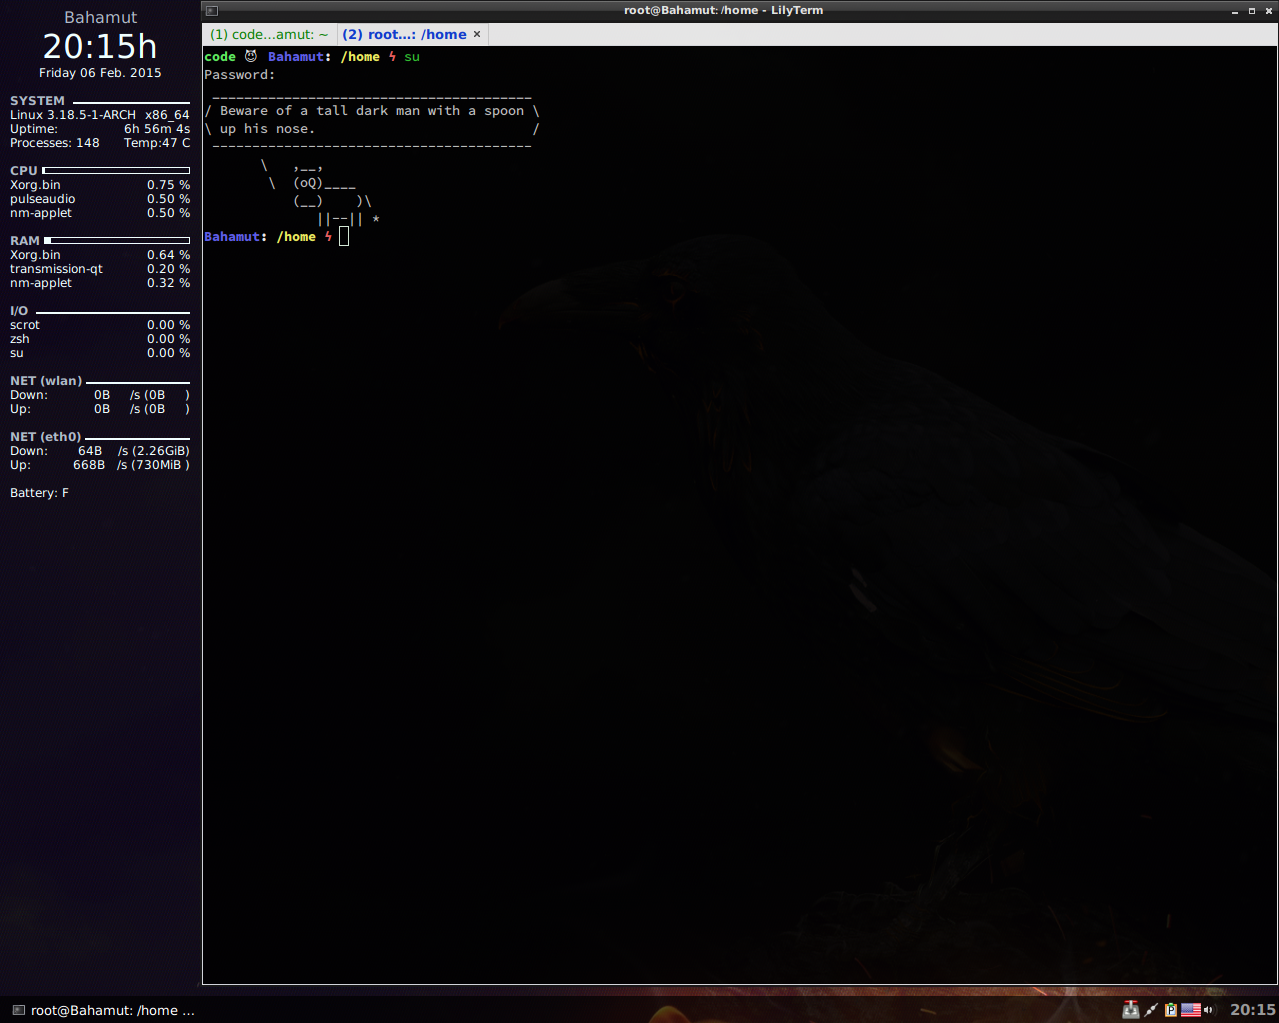 Bahamut
20:15h
Friday 06 Feb. 2015
SYSTEM
Linux 3.18.5-1-ARCH x86_64
Uptime: 6h 56m 4s
Processes: 148 Temp:47 C
CPU
Xorg.bin 0.75 %
pulseaudio 0.50 %
nm-applet 0.50 %
RAM
Xorg.bin 0.64 %
transmission-qt 0.20 %
nm-applet 0.32 %
I/O
scrot 0.00 %
zsh 0.00 %
su 0.00 %
NET (wlan)
Down: 0B /s (0B )
Up: 0B /s (0B )
NET (eth0)
Down: 64B /s (2.26GiB)
Up: 668B /s (730MiB )
Battery: F
root@Bahamut: /home - LilyTerm
(1) code...amut: ~ (2) root...: /home ×
code 😈 Bahamut: /home ϟ su
Password:
 ________________________________________
/ Beware of a tall dark man with a spoon \
\ up his nose.                           /
 ----------------------------------------
       \   ,__,
        \  (oO)____
           (__)    )\
              ||--|| *
Bahamut: /home ϟ
root@Bahamut: /home ...
P
20:15